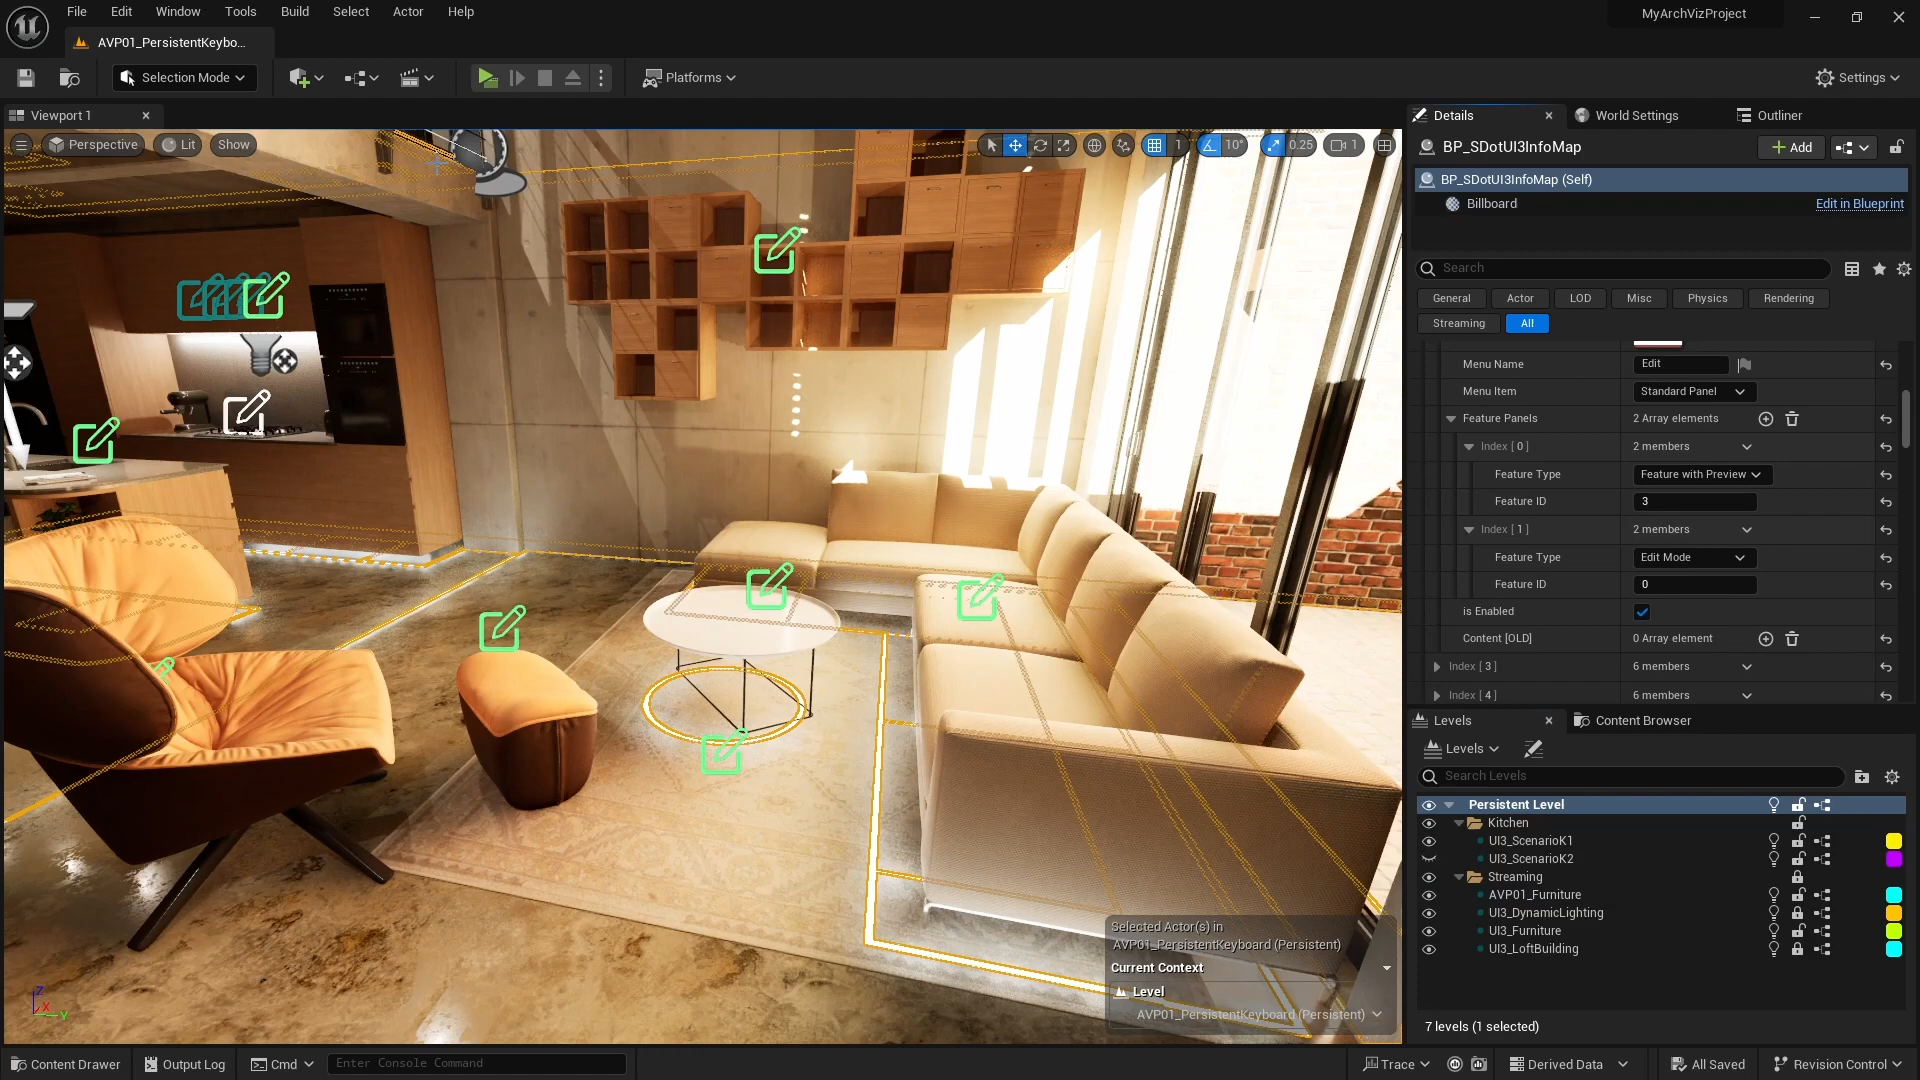 File Edit Window Tools Build Select Actor Help
MyArchVizProject
AVP01_PersistentKeybo...
Selection Mode
Platforms
Settings
Viewport 1
Perspective
Lit
Show
1
10°
0.25
1
Details
World Settings
Outliner
BP_SDotUI3InfoMap
Add
BP_SDotUI3InfoMap (Self)
Billboard
Edit in Blueprint
Search
General Actor LOD Misc Physics Rendering
Streaming All
Menu Name Edit
Menu Item Standard Panel
Feature Panels 2 Array elements
Index [ 0 ] 2 members
Feature Type Feature with Preview
Feature ID 3
Index [ 1 ] 2 members
Feature Type Edit Mode
Feature ID 0
is Enabled
Content [OLD] 0 Array element
Index [ 3 ] 6 members
Index [ 4 ] 6 members
Levels
Content Browser
Levels
Search Levels
Persistent Level
Kitchen
UI3_ScenarioK1
UI3_ScenarioK2
Streaming
AVP01_Furniture
UI3_DynamicLighting
UI3_Furniture
UI3_LoftBuilding
7 levels (1 selected)
Selected Actor(s) in
AVP01_PersistentKeyboard (Persistent)
Current Context
Level
AVP01_PersistentKeyboard (Persistent)
Z
X
Y
Content Drawer
Output Log
Cmd
Enter Console Command
Trace
Derived Data
All Saved
Revision Control